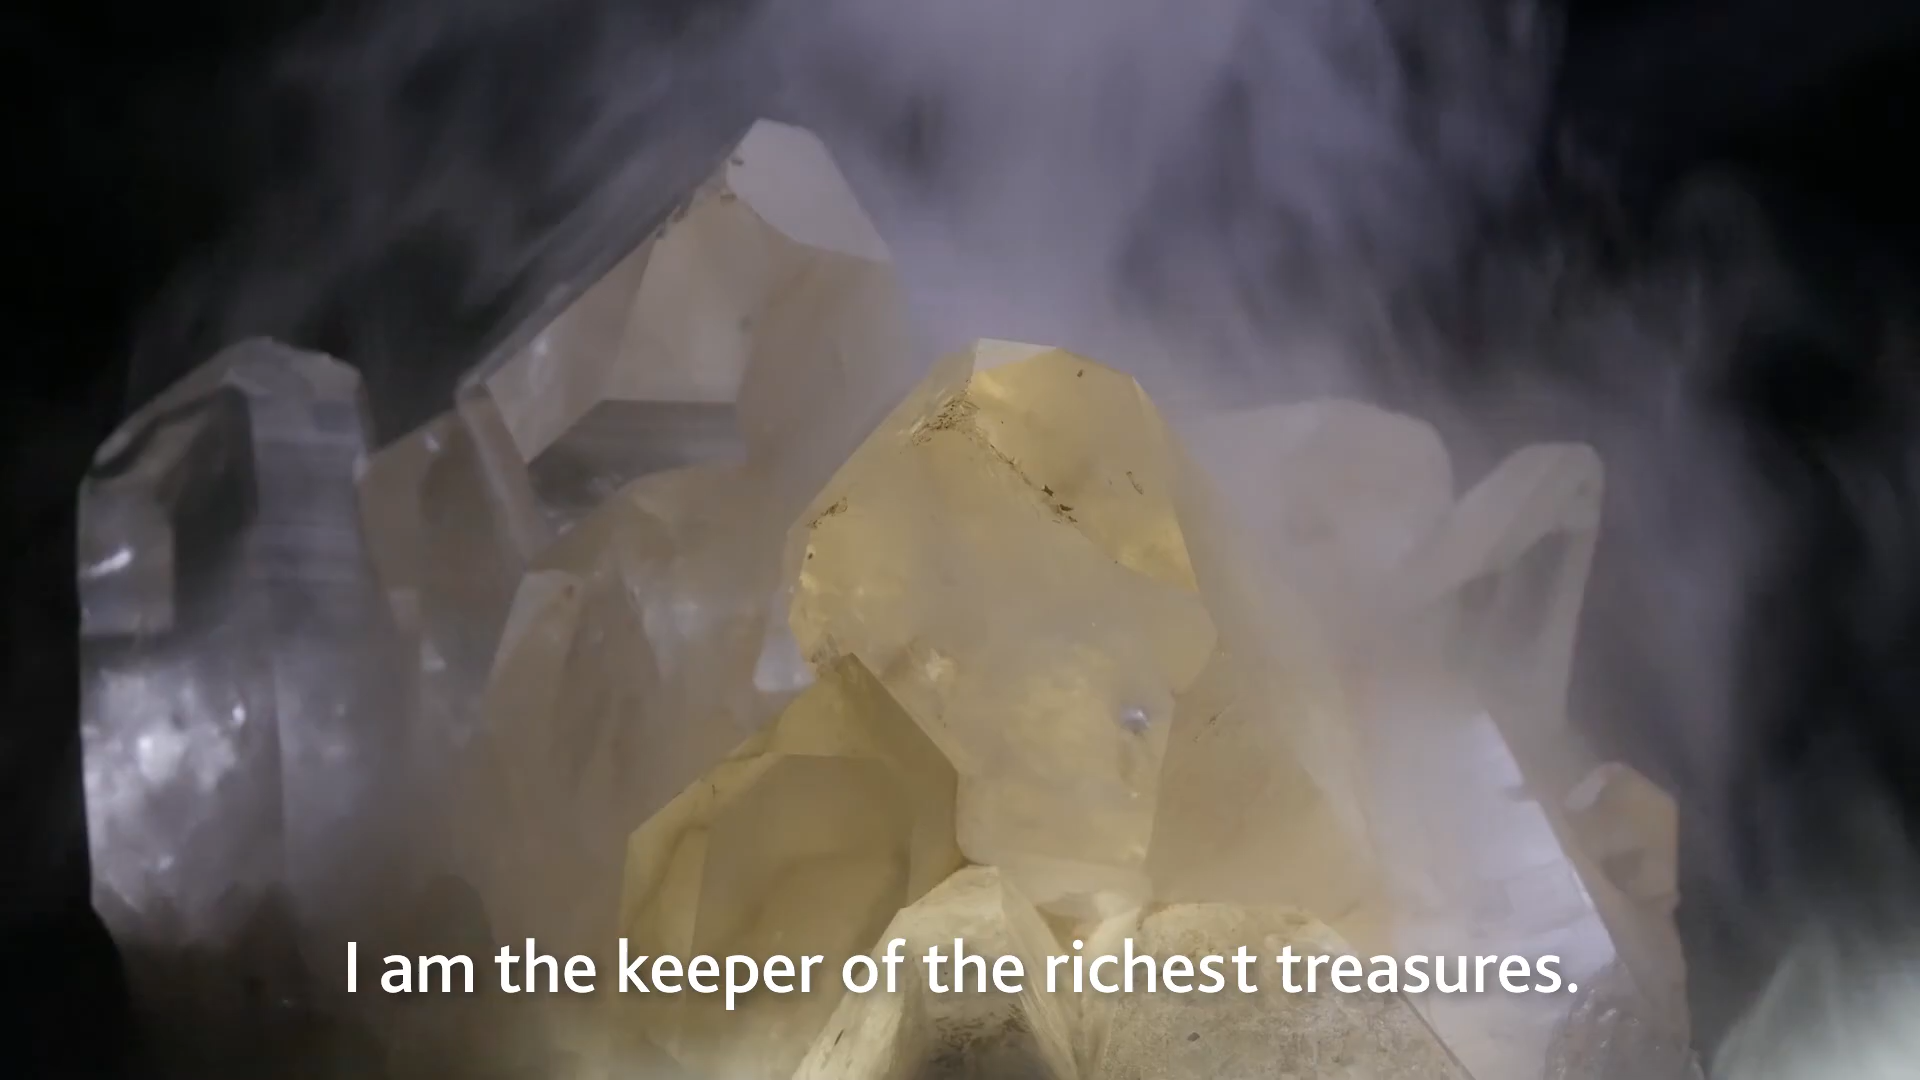 I am the keeper of the richest treasures.